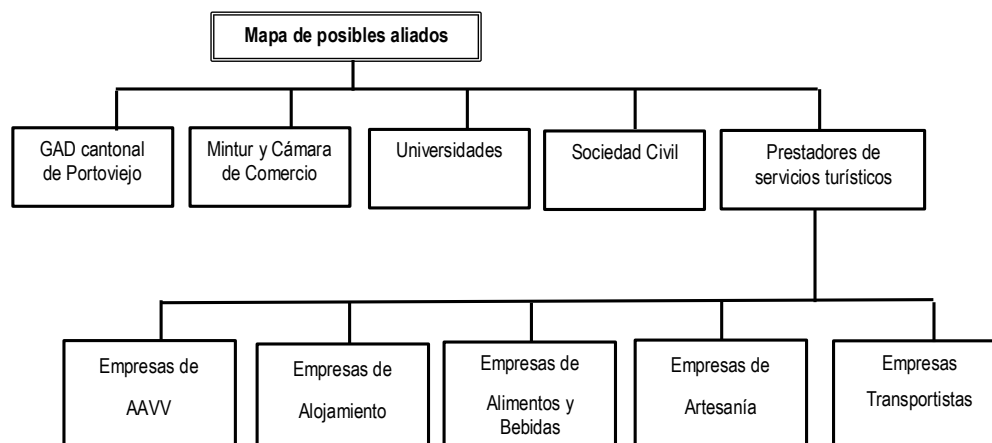 Mapa de posibles aliados
GAD cantonal
de Portoviejo
Mintur y Cámara
de Comercio
Universidades
Sociedad Civil
Prestadores de
servicios turísticos
Empresas de
AAVV
Empresas de
Alojamiento
Empresas de
Alimentos y
Bebidas
Empresas de
Artesanía
Empresas
Transportistas